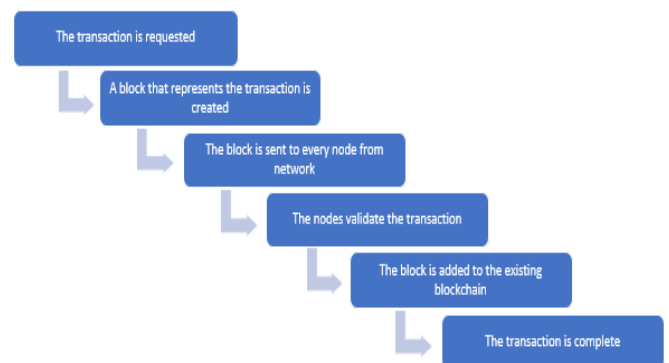 The transaction is requested
A block that represents the transaction is
created
The block is sent to every node from
network
The nodes validate the transaction
The block is added to the existing
blockchain
The transaction is complete